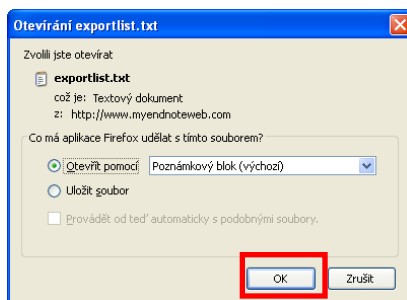 Otevírání exportlist.txt
Zvolili jste otevírat
exportlist.txt
což je: Textový dokument
z: http://www.myendnoteweb.com
Co má aplikace Firefox udělat s tímto souborem?
Otevřít pomocí Poznámkový blok (výchozí)
Uložit soubor
Provádět od teď automaticky s podobnými soubory.
OK Zrušit